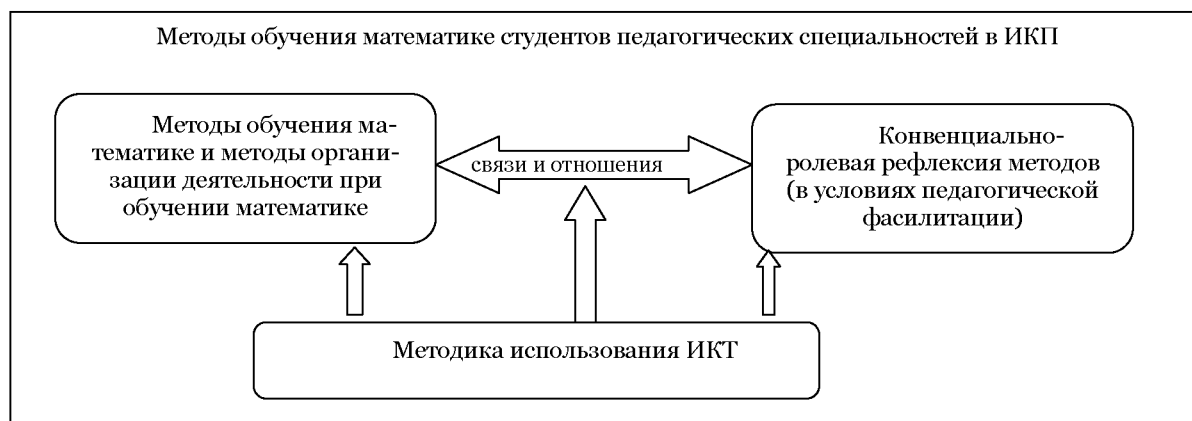 Методы обучения математике студентов педагогических специальностей в ИКП
Методы обучения ма-
тематике и методы органи-
зации деятельности при
обучении математике
связи и отношения
Конвенциально-
ролевая рефлексия методов
(в условиях педагогической
фасилитации)
Методика использования ИКТ